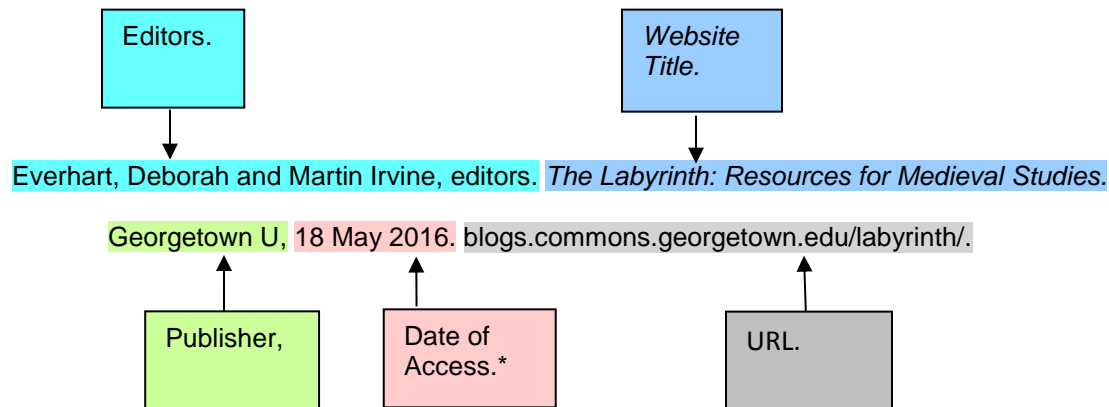 Editors.
Website
Title.
Everhart, Deborah and Martin Irvine, editors. The Labyrinth: Resources for Medieval Studies.
Georgetown U, 18 May 2016. blogs.commons.georgetown.edu/labyrinth/.
Publisher,
Date of
Access.*
URL.